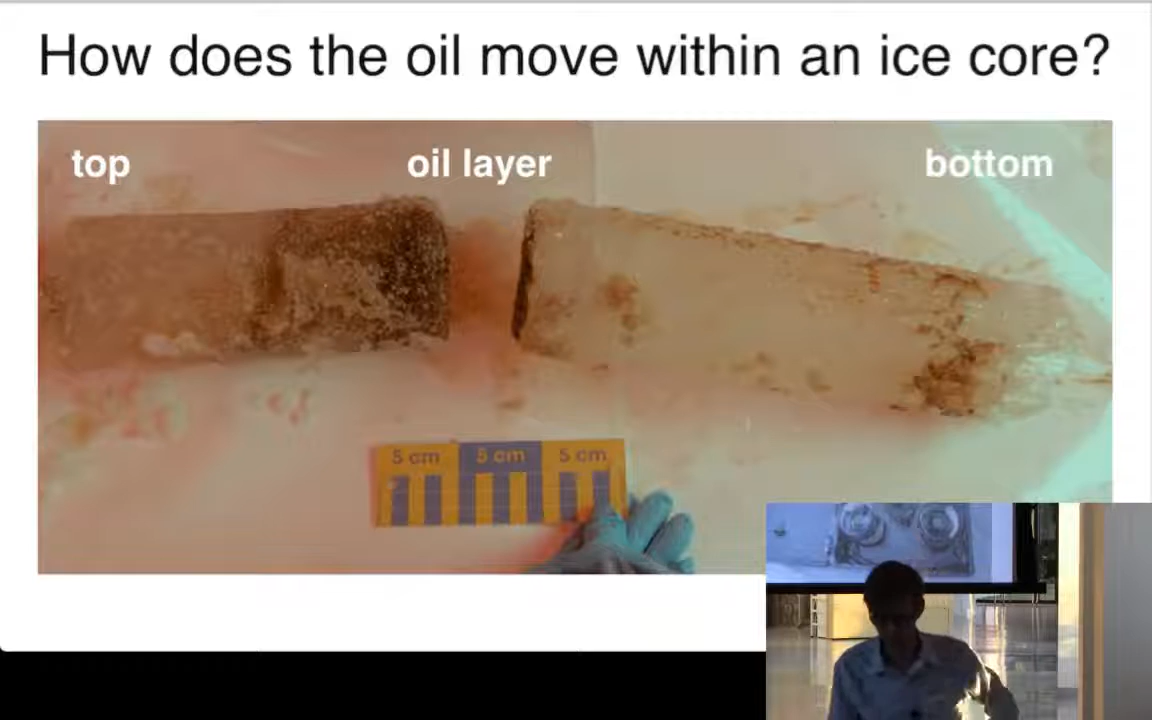 How does the oil move within an ice core?
top
oil layer
bottom
5 cm
5 cm
5 cm